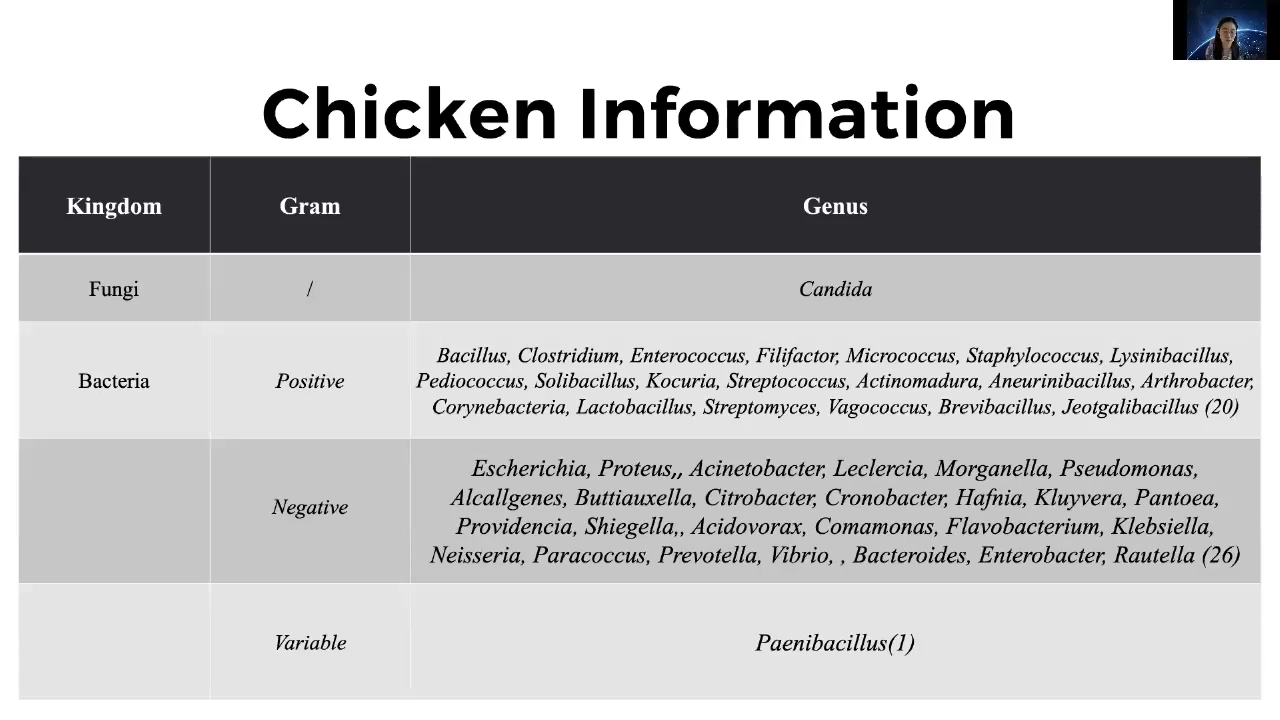 Chicken Information
Kingdom
Gram
Genus
Fungi
/
Candida
Bacteria
Positive
Bacillus, Clostridium, Enterococcus, Filifactor, Micrococcus, Staphylococcus, Lysinibacillus,
Pediococcus, Solibacillus, Kocuria, Streptococcus, Actinomadura, Aneurinibacillus, Arthrobacter,
Corynebacteria, Lactobacillus, Streptomyces, Vagococcus, Brevibacillus, Jeotgalibacillus (20)
Negative
Escherichia, Proteus,, Acinetobacter, Leclercia, Morganella, Pseudomonas,
Alcallgenes, Buttiauxella, Citrobacter, Cronobacter, Hafnia, Kluyvera, Pantoea,
Providencia, Shiegella,, Acidovorax, Comamonas, Flavobacterium, Klebsiella,
Neisseria, Paracoccus, Prevotella, Vibrio, , Bacteroides, Enterobacter, Rautella (26)
Variable
Paenibacillus(1)